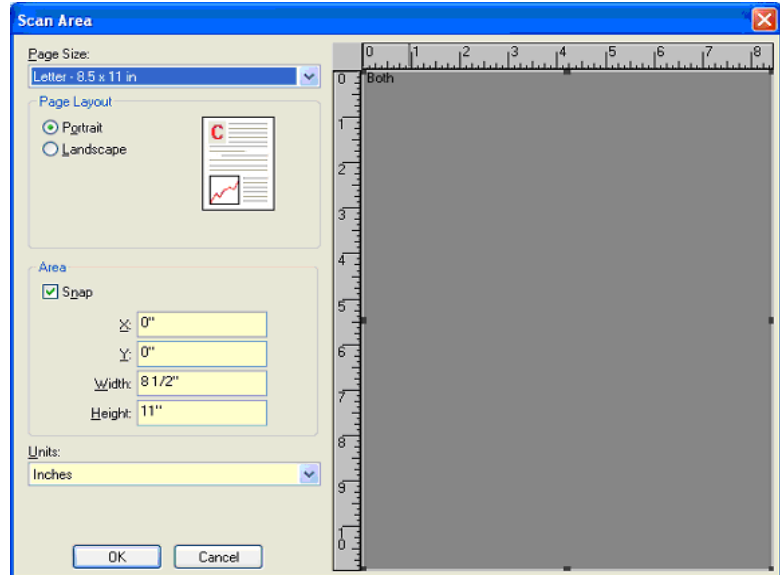 Scan Area
Page Size:
Letter - 8.5 x 11 in
Page Layout
Portrait
Landscape
C
Area
Snap
X: 0"
Y: 0"
Width: 8 1/2"
Height: 11"
Units:
Inches
OK Cancel
0 1 2 3 4 5 6 7 8
Both
0
1
2
3
4
5
6
7
8
9
10